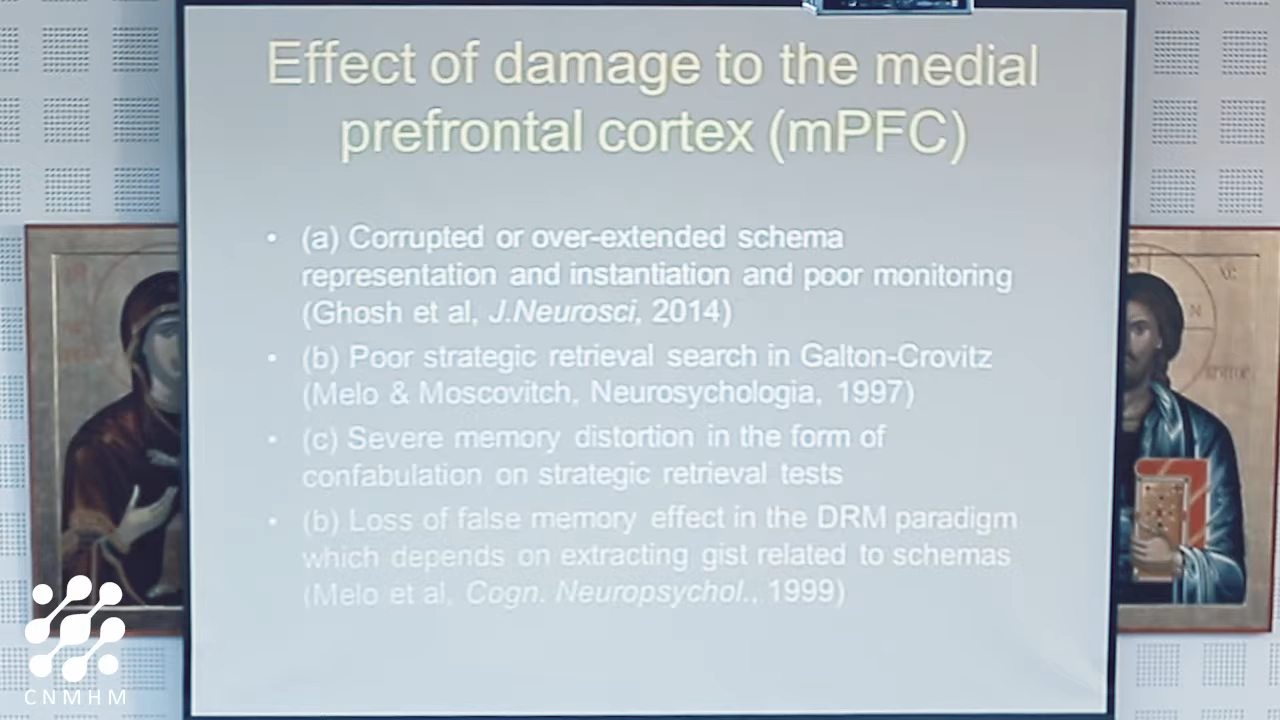 Effect of damage to the medial
prefrontal cortex (mPFC)
• (a) Corrupted or over-extended schema
representation and instantiation and poor monitoring
(Ghosh et al, J.Neurosci, 2014)
• (b) Poor strategic retrieval search in Galton-Crovitz
(Melo & Moscovitch, Neurosychologia, 1997)
• (c) Severe memory distortion in the form of
confabulation on strategic retrieval tests
• (b) Loss of false memory effect in the DRM paradigm
which depends on extracting gist related to schemas
(Melo et al, Cogn. Neuropsychol., 1999)
CNMHM